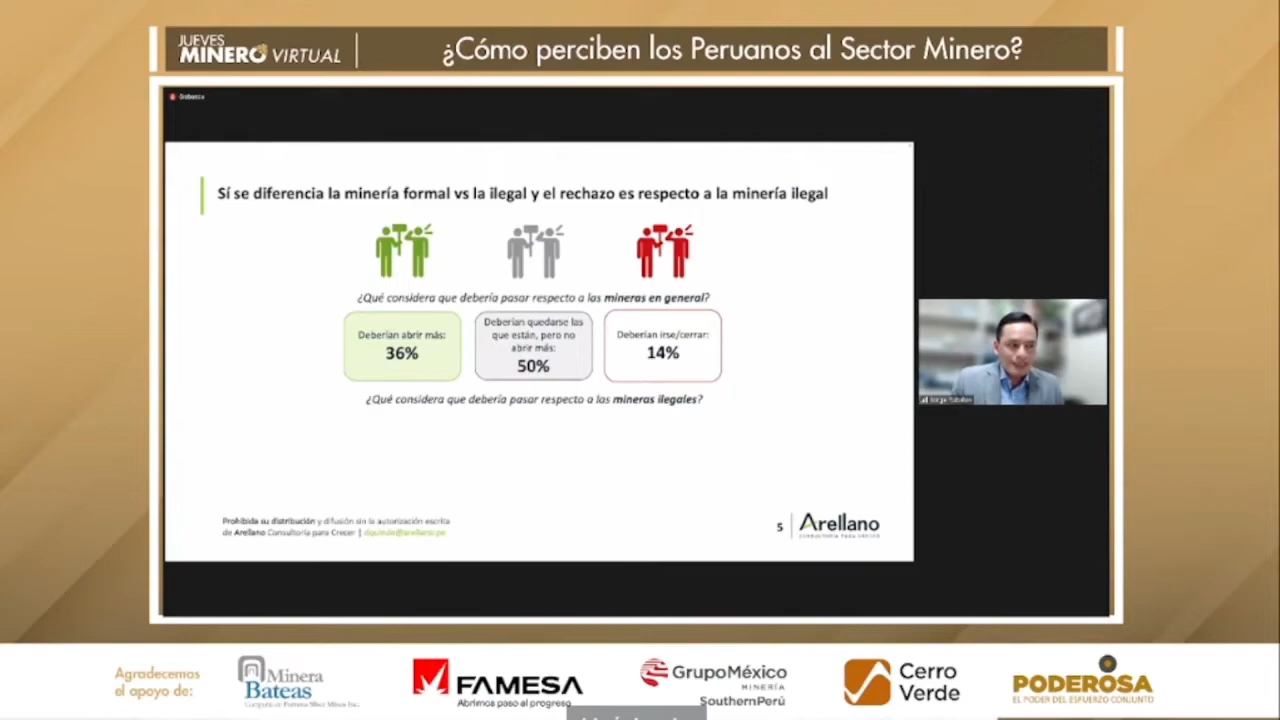 JUEVES
MINERO VIRTUAL
¿Cómo perciben los Peruanos al Sector Minero?
Sí se diferencia la minería formal vs la ilegal y el rechazo es respecto a la minería ilegal
¿Qué considera que debería pasar respecto a las mineras en general?
Deberían abrir más:
36%
Deberían quedarse las
que están, pero no
abrir más:
50%
Deberían irse/cerrar:
14%
¿Qué considera que debería pasar respecto a las mineras ilegales?
Prohibida su distribución y difusión sin la autorización escrita
de Arellano Consultoría para Crecer |
5
Arellano
CONSULTORÍA PARA CRECER
Agradecemos
el apoyo de:
Minera
Bateas
FAMESA
Abrimos paso al progreso
GrupoMéxico
MINERÍA
SouthernPerú
Cerro
Verde
PODEROSA
EL PODER DEL ESFUERZO CONJUNTO